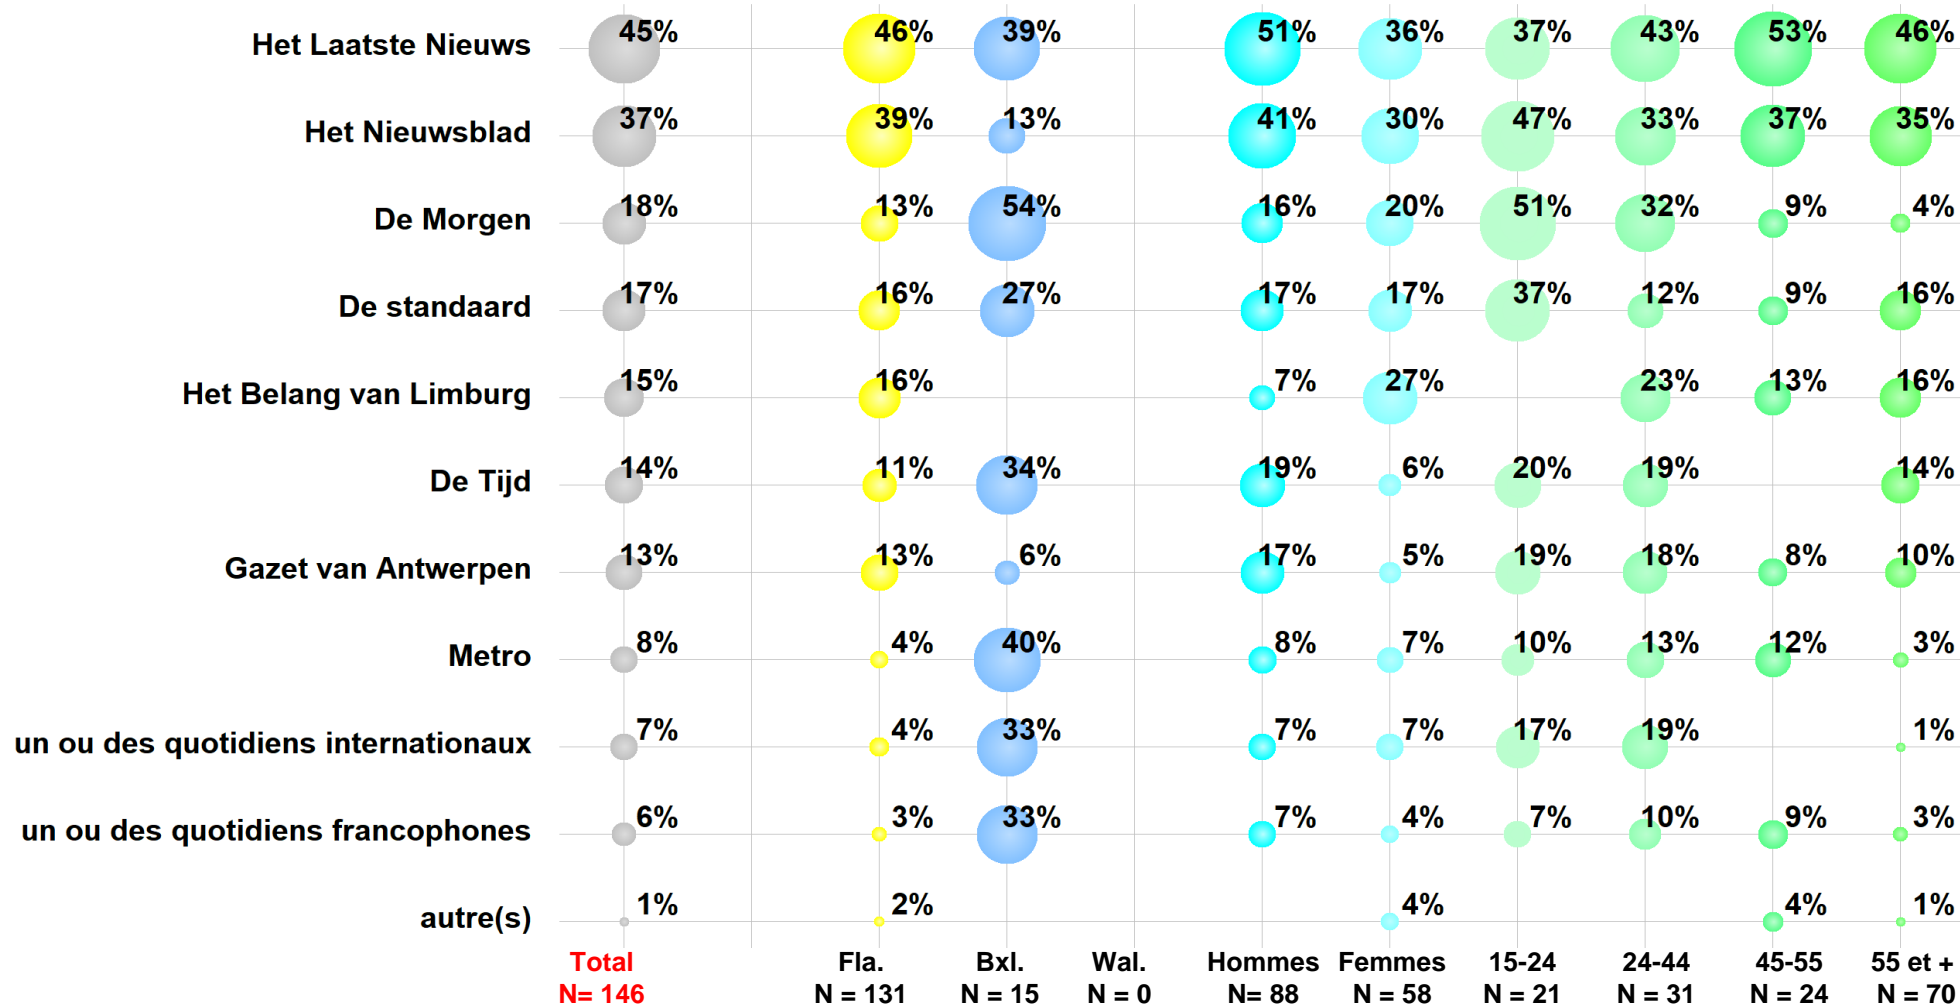 Het Laatste Nieuws 45% 46% 39% 51% 36% 37% 43% 53% 46%
Het Nieuwsblad 37% 39% 13% 41% 30% 47% 33% 37% 35%
De Morgen 18% 13% 54% 16% 20% 51% 32% 9% 4%
De standaard 17% 16% 27% 17% 17% 37% 12% 9% 16%
Het Belang van Limburg 15% 16% 7% 27% 23% 13% 16%
De Tijd 14% 11% 34% 19% 6% 20% 19% 14%
Gazet van Antwerpen 13% 13% 6% 17% 5% 19% 18% 8% 10%
Metro 8% 4% 40% 8% 7% 10% 13% 12% 3%
un ou des quotidiens internationaux 7% 4% 33% 7% 7% 17% 19% 1%
un ou des quotidiens francophones 6% 3% 33% 7% 4% 7% 10% 9% 3%
autre(s) 1% 2% 4% 4% 1%
Total Fla. Bxl. Wal. Hommes Femmes 15-24 24-44 45-55 55 et +
N= 146 N = 131 N = 15 N = 0 N= 88 N = 58 N = 21 N = 31 N = 24 N = 70